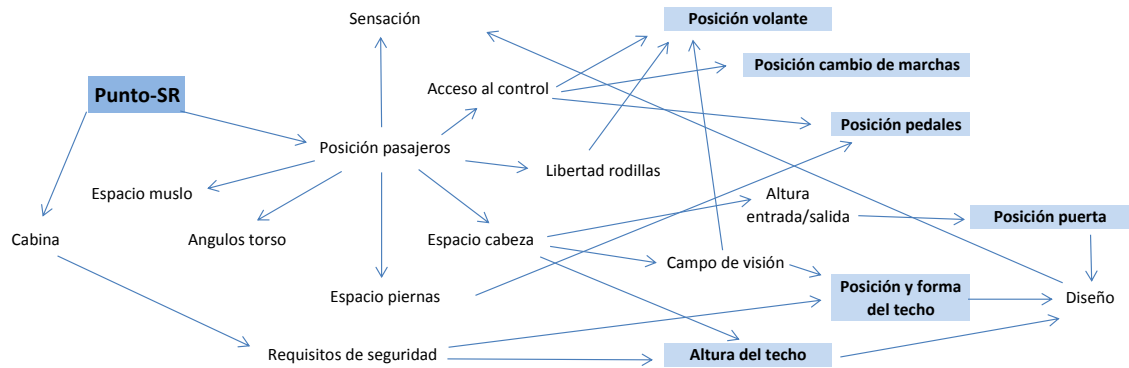 Sensación
Posición volante
Posición cambio de marchas
Punto-SR
Acceso al control
Posición pedales
Posición pasajeros
Libertad rodillas
Espacio muslo
Altura
entrada/salida
Posición puerta
Cabina
Angulos torso
Espacio cabeza
Campo de visión
Espacio piernas
Posición y forma
del techo
Diseño
Requisitos de seguridad
Altura del techo